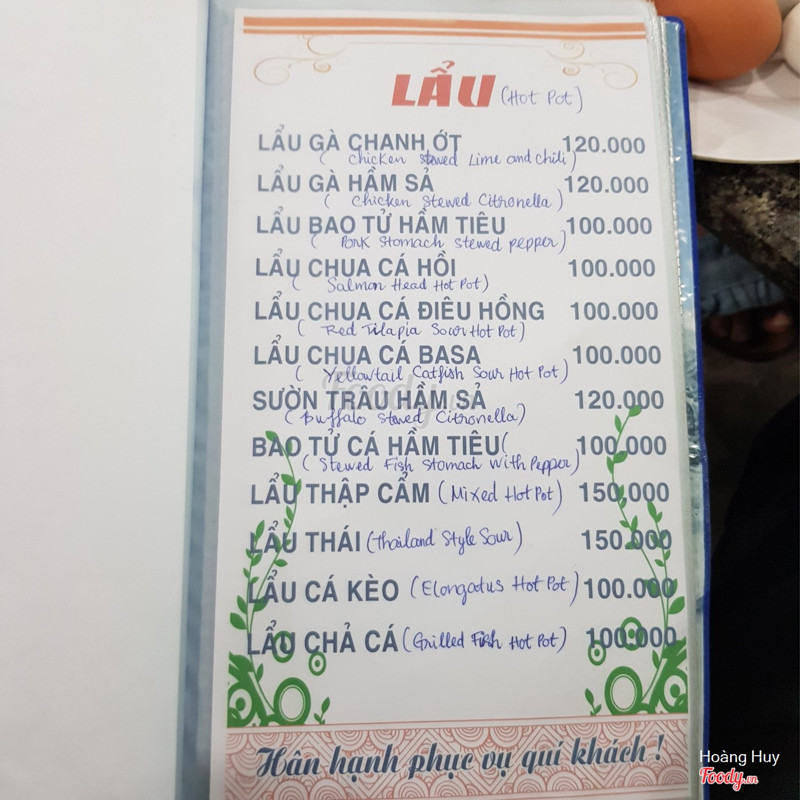 LẨU (Hot Pot)
LẨU GÀ CHANH ỚT 120.000
(Chicken stewed Lime and Chili)
LẨU GÀ HẦM SẢ 120.000
(Chicken Stewed Citronella)
LẨU BAO TỬ HẦM TIÊU 100.000
(Pork Stomach Stewed pepper)
LẨU CHUA CÁ HỒI 100.000
(Salmon Head Hot Pot)
LẨU CHUA CÁ ĐIÊU HỒNG 100.000
(Red Tilapia Sour Hot Pot)
LẨU CHUA CÁ BASA 100.000
(Yellowtail Catfish Sour Hot Pot)
SƯỜN TRÂU HẦM SẢ 120.000
(Buffalo Stewed Citronella)
BAO TỬ CÁ HẦM TIÊU( 100.000
(Stewed Fish Stomach With Pepper)
LẨU THẬP CẨM (Mixed Hot Pot) 150,000
LẨU THÁI (Thailand Style Sour) 150.000
LẨU CÁ KÈO (Elongatus Hot Pot) 100.000
LẨU CHẢ CÁ (Grilled Fish Hot Pot) 100.000
Hân hạnh phục vụ quí khách !
Foody.vn
Hoàng Huy
Foody.vn